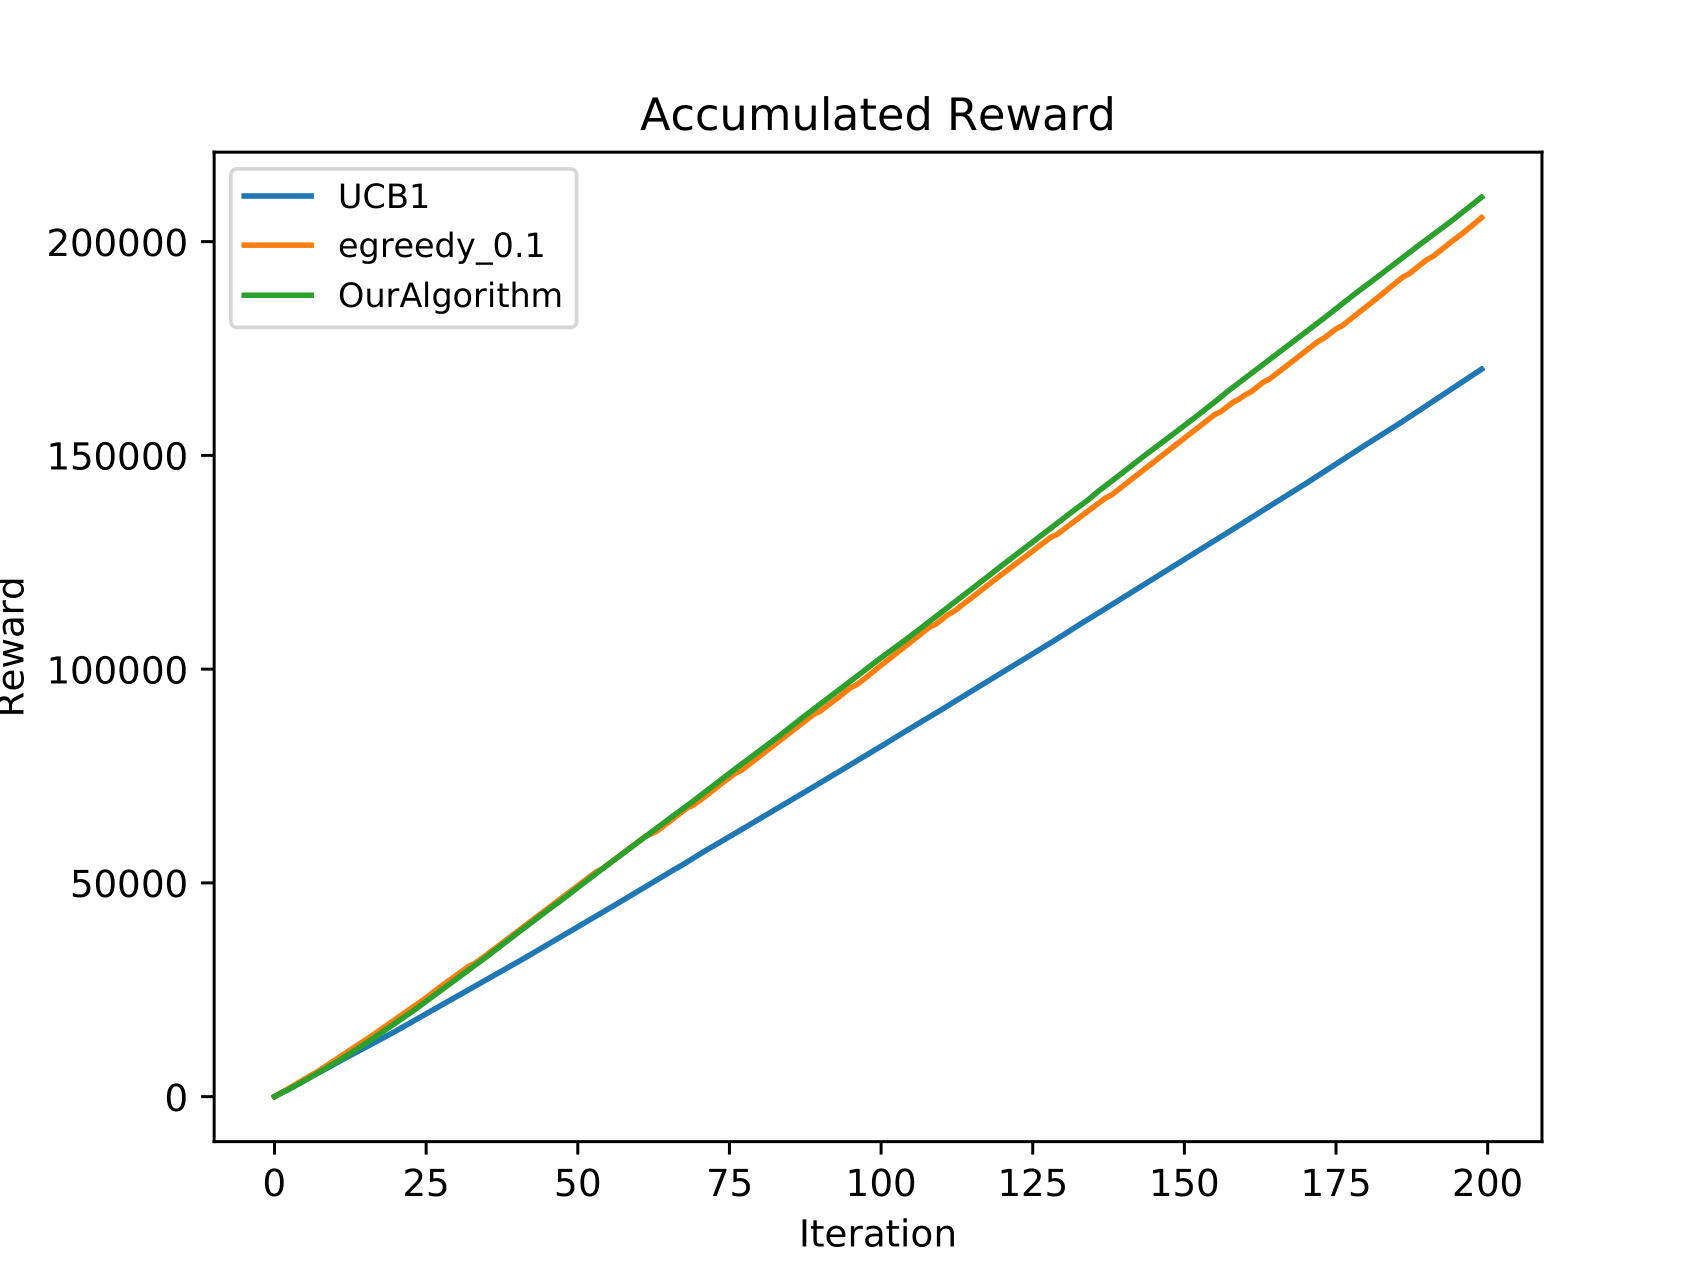 Accumulated Reward
UCB1
egreedy_0.1
OurAlgorithm
200000
150000
100000
50000
0
Reward
0 25 50 75 100 125 150 175 200
Iteration